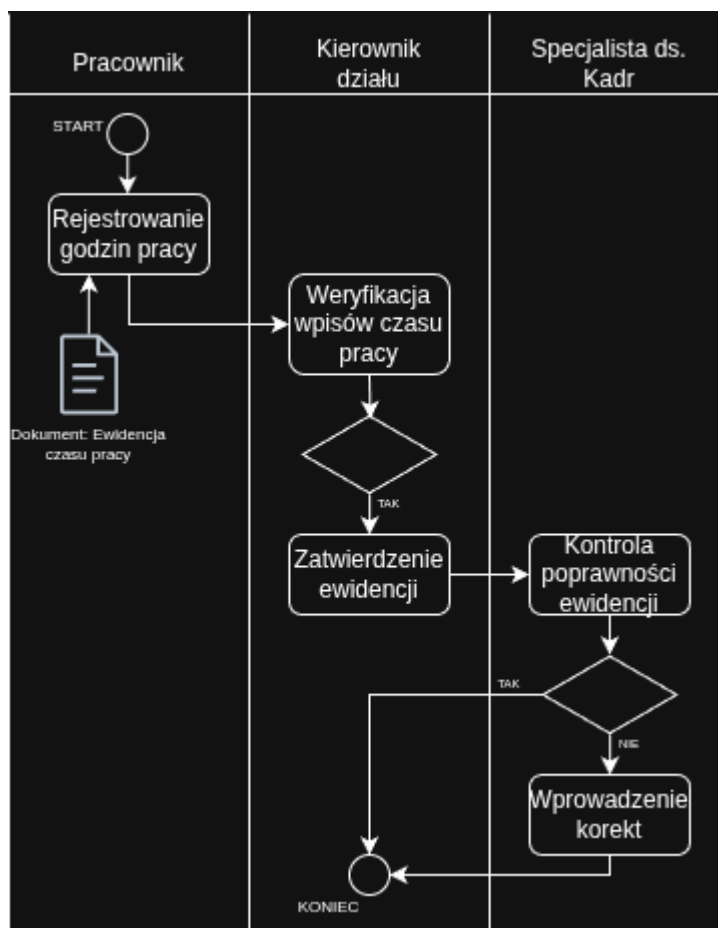 Pracownik
Kierownik
działu
Specjalista ds.
Kadr
START
Rejestrowanie
godzin pracy
Weryfikacja
wpisów czasu
pracy
Dokument: Ewidencja
czasu pracy
TAK
Zatwierdzenie
ewidencji
Kontrola
poprawności
ewidencji
TAK
NIE
Wprowadzenie
korekt
KONIEC